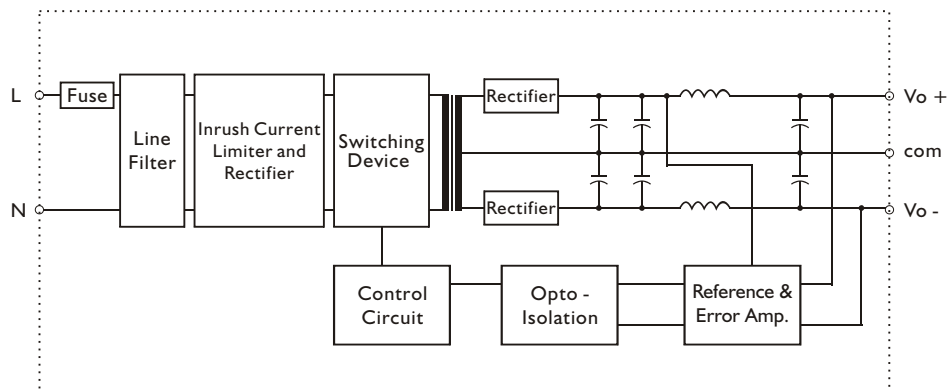 L
Fuse
Line
Filter
Inrush Current
Limiter and
Rectifier
Switching
Device
Rectifier
Vo +
com
N
Rectifier
Vo -
Control
Circuit
Opto -
Isolation
Reference &
Error Amp.